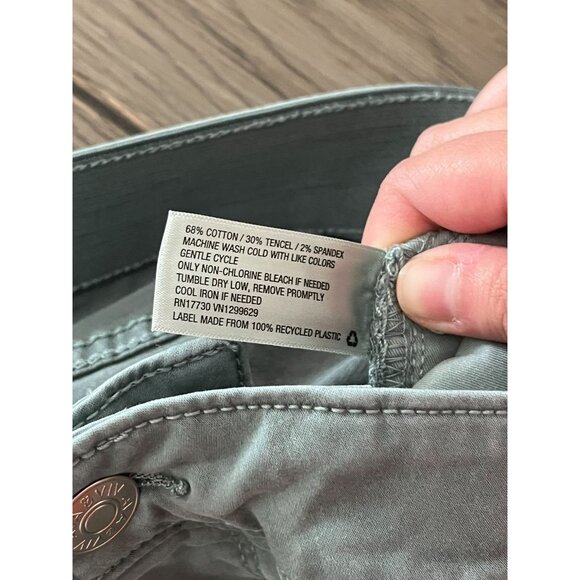 68% COTTON / 30% TENCEL / 2% SPANDEX
MACHINE WASH COLD WITH LIKE COLORS
GENTLE CYCLE
ONLY NON-CHLORINE BLEACH IF NEEDED
TUMBLE DRY LOW, REMOVE PROMPTLY
COOL IRON IF NEEDED
RN17730 VN1299629
LABEL MADE FROM 100% RECYCLED PLASTIC